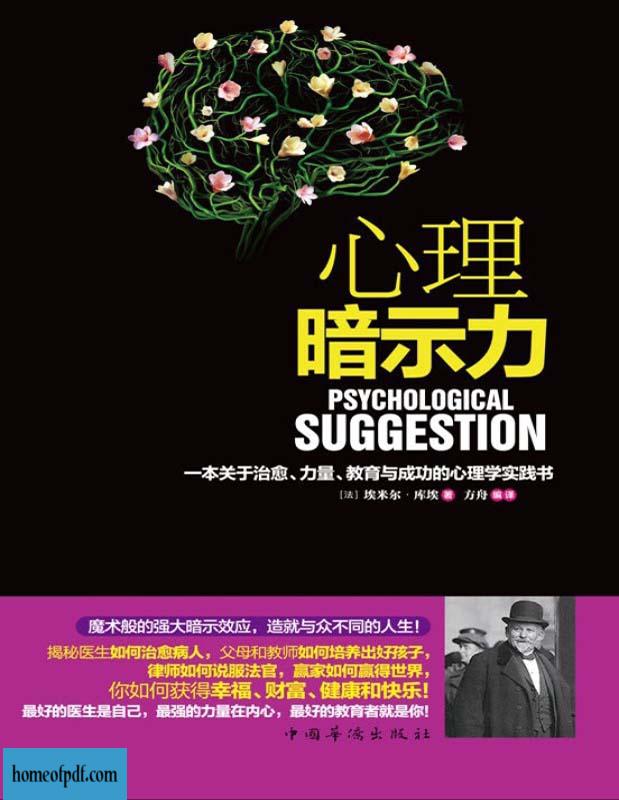 心理
暗示力
PSYCHOLOGICAL
SUGGESTION
一本关于治愈、力量、教育与成功的心理学实践书
[法] 埃米尔·库埃 著 方舟 编译
魔术般的强大暗示效应，造就与众不同的人生！
揭秘医生如何治愈病人，父母和教师如何培养出好孩子，
律师如何说服法官，赢家如何赢得世界，
你如何获得幸福、财富、健康和快乐！
最好的医生是自己，最强的力量在内心，最好的教育者就是你！
中国华侨出版社
homeofpdf.com